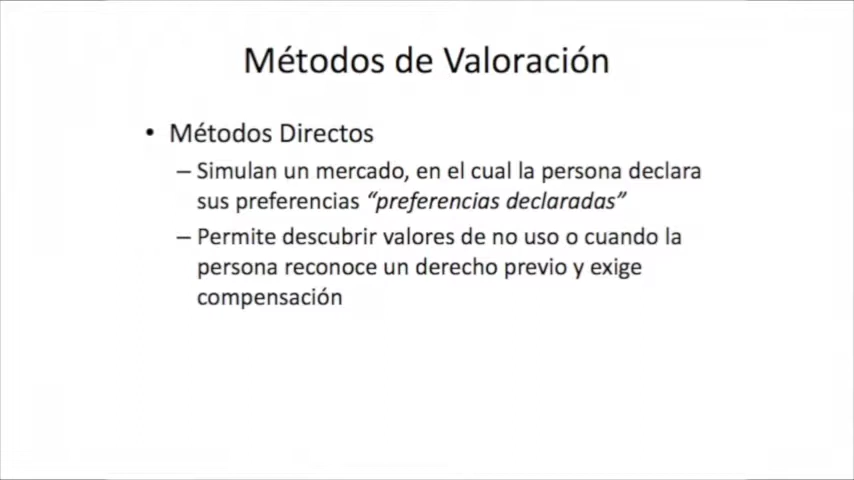 Métodos de Valoración
• Métodos Directos
– Simulan un mercado, en el cual la persona declara
sus preferencias “preferencias declaradas”
– Permite descubrir valores de no uso o cuando la
persona reconoce un derecho previo y exige
compensación